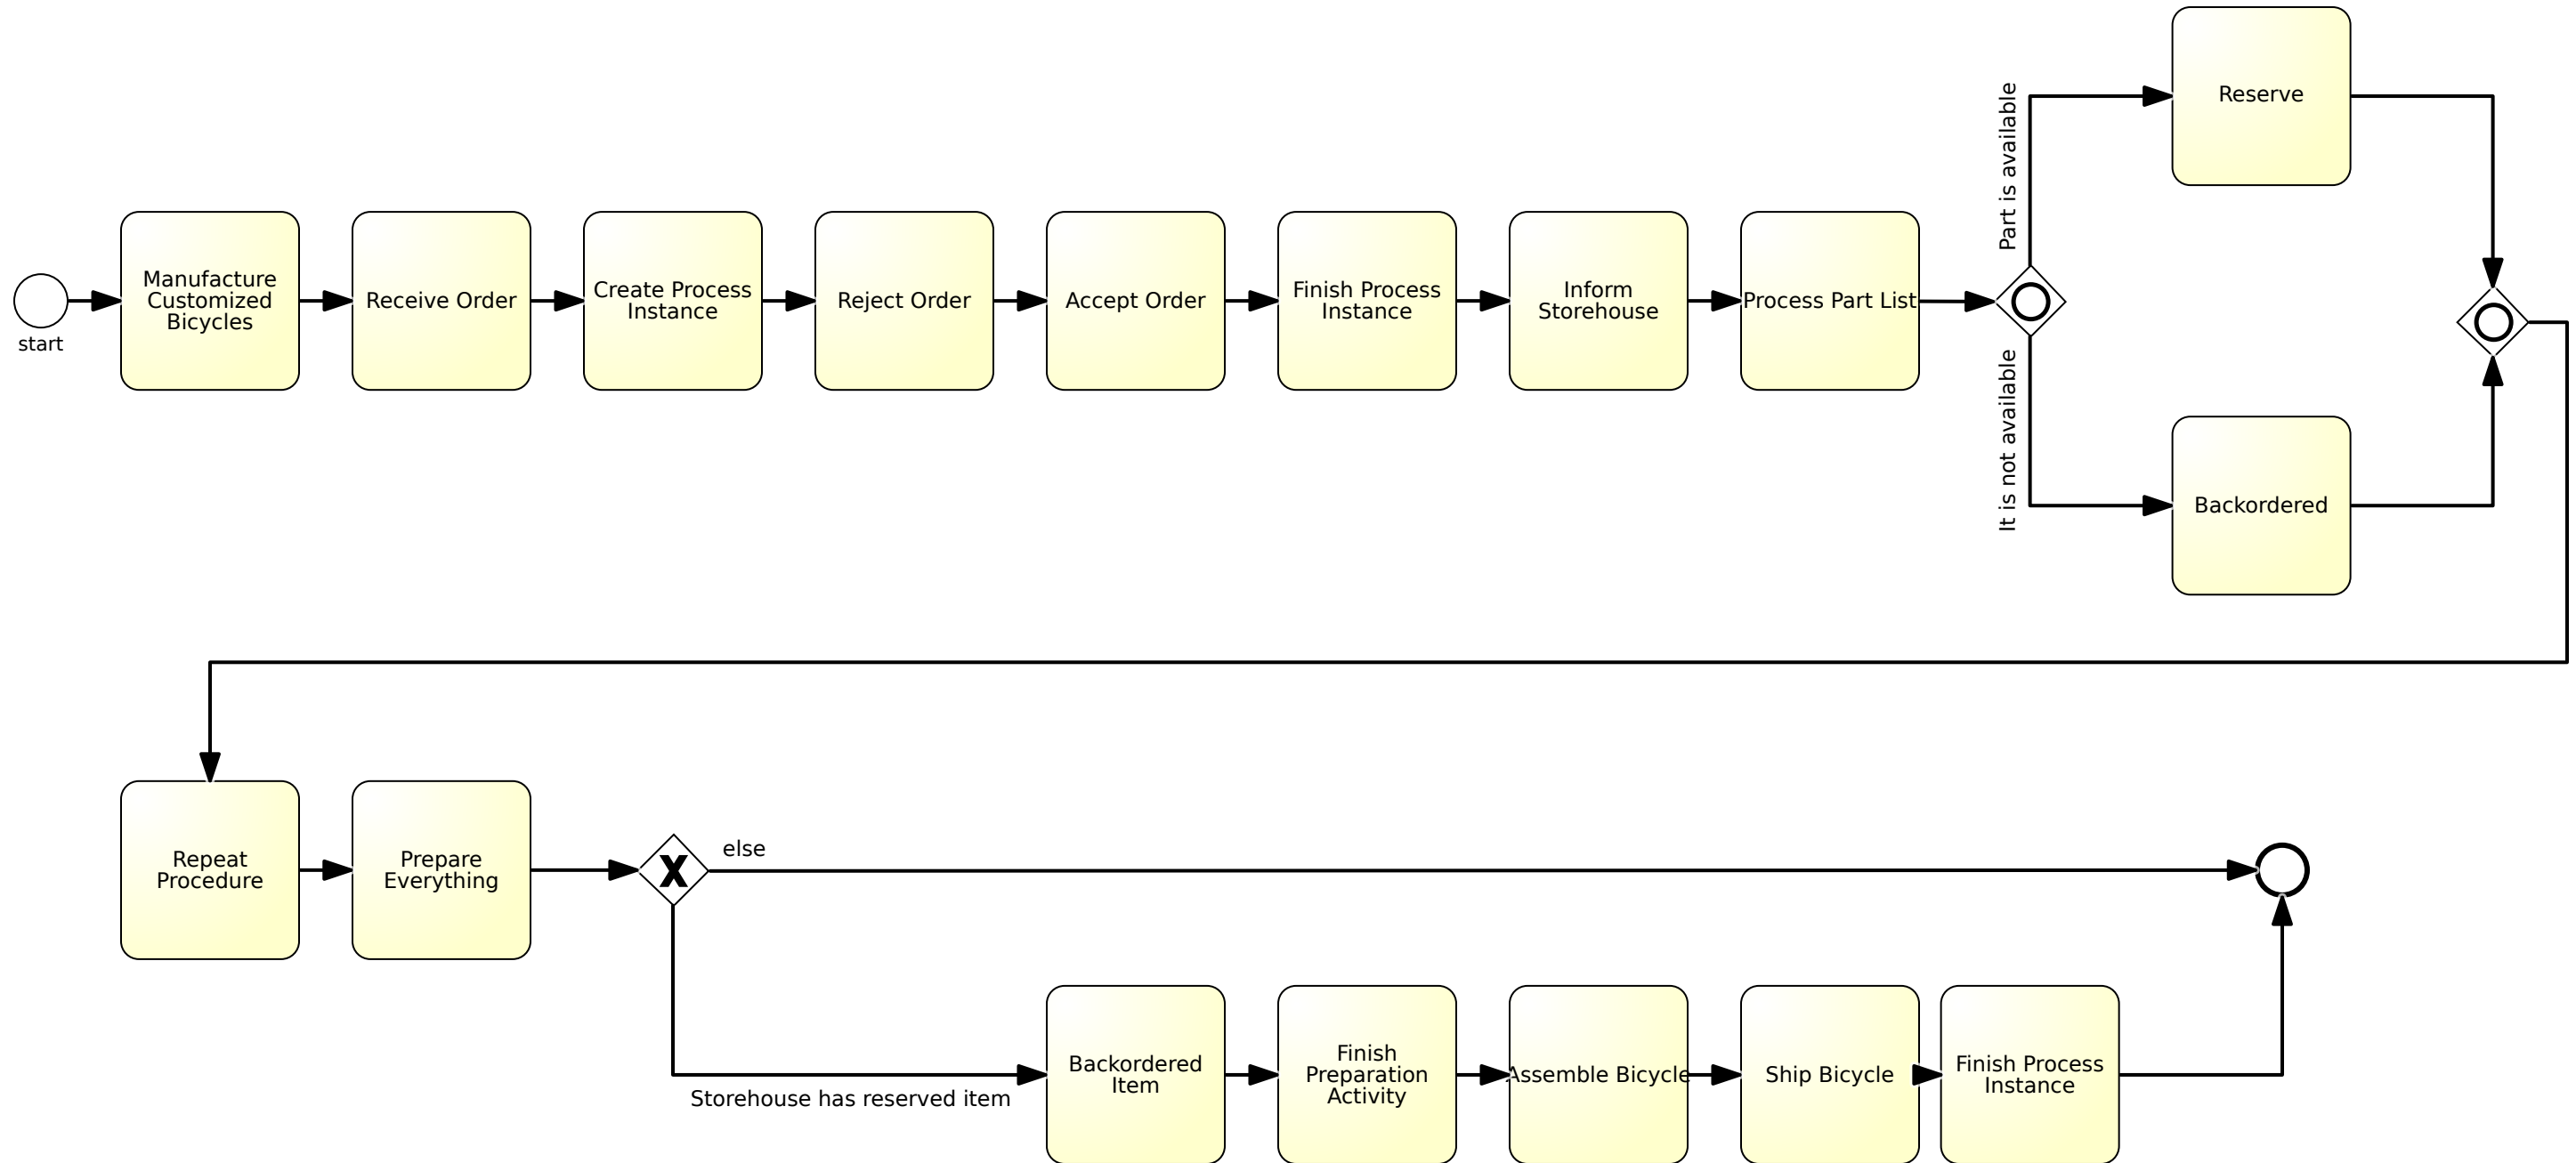 start
Manufacture
Customized
Bicycles
Receive Order
Create Process
Instance
Reject Order
Accept Order
Finish Process
Instance
Inform
Storehouse
Process Part List
Part is available
It is not available
Reserve
Backordered
Repeat
Procedure
Prepare
Everything
else
Storehouse has reserved item
Backordered
Item
Finish
Preparation
Activity
Assemble Bicycle
Ship Bicycle
Finish Process
Instance